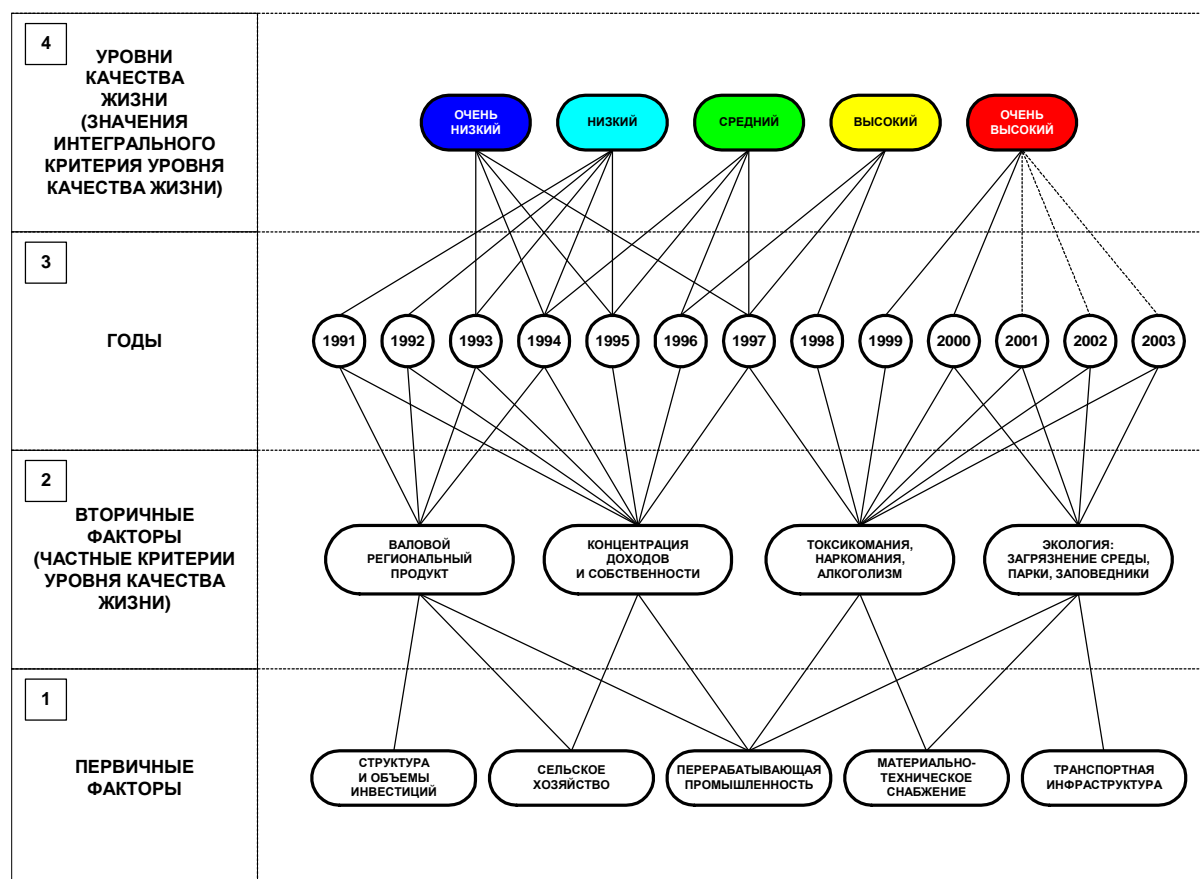 4
УРОВНИ
КАЧЕСТВА
ЖИЗНИ
(ЗНАЧЕНИЯ
ИНТЕГРАЛЬНОГО
КРИТЕРИЯ УРОВНЯ
КАЧЕСТВА ЖИЗНИ)
ОЧЕНЬ
НИЗКИЙ
НИЗКИЙ
СРЕДНИЙ
ВЫСОКИЙ
ОЧЕНЬ
ВЫСОКИЙ
3
ГОДЫ
1991
1992
1993
1994
1995
1996
1997
1998
1999
2000
2001
2002
2003
2
ВТОРИЧНЫЕ
ФАКТОРЫ
(ЧАСТНЫЕ КРИТЕРИИ
УРОВНЯ КАЧЕСТВА
ЖИЗНИ)
ВАЛОВОЙ
РЕГИОНАЛЬНЫЙ
ПРОДУКТ
КОНЦЕНТРАЦИЯ
ДОХОДОВ
И СОБСТВЕННОСТИ
ТОКСИКОМАНИЯ,
НАРКОМАНИЯ,
АЛКОГОЛИЗМ
ЭКОЛОГИЯ:
ЗАГРЯЗНЕНИЕ СРЕДЫ,
ПАРКИ, ЗАПОВЕДНИКИ
1
ПЕРВИЧНЫЕ
ФАКТОРЫ
СТРУКТУРА
И ОБЪЕМЫ
ИНВЕСТИЦИЙ
СЕЛЬСКОЕ
ХОЗЯЙСТВО
ПЕРЕРАБАТЫВАЮЩАЯ
ПРОМЫШЛЕННОСТЬ
МАТЕРИАЛЬНО-
ТЕХНИЧЕСКОЕ
СНАБЖЕНИЕ
ТРАНСПОРТНАЯ
ИНФРАСТРУКТУРА